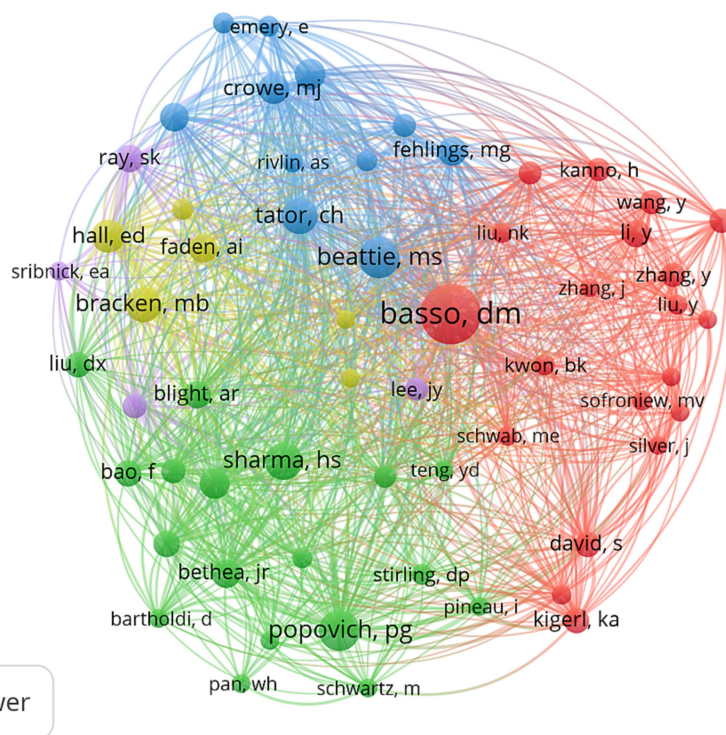 emery, e
crowe, mj
fehlings, mg
ray, sk
rivlin, as
kanno, h
wang, y
tator, ch
hall, ed
faden, ai
liu, nk
li, y
beattie, ms
sribnick, ea
zhang, y
zhang, j
bracken, mb
basso, dm
liu, y
liu, dx
kwon, bk
blight, ar
lee, jy
sofroniew, mv
schwab, me
silver, j
sharma, hs
bao, f
teng, yd
david, s
bethea, jr
stirling, dp
pineau, i
bartholdi, d
kigerl, ka
popovich, pg
pan, wh
schwartz, m